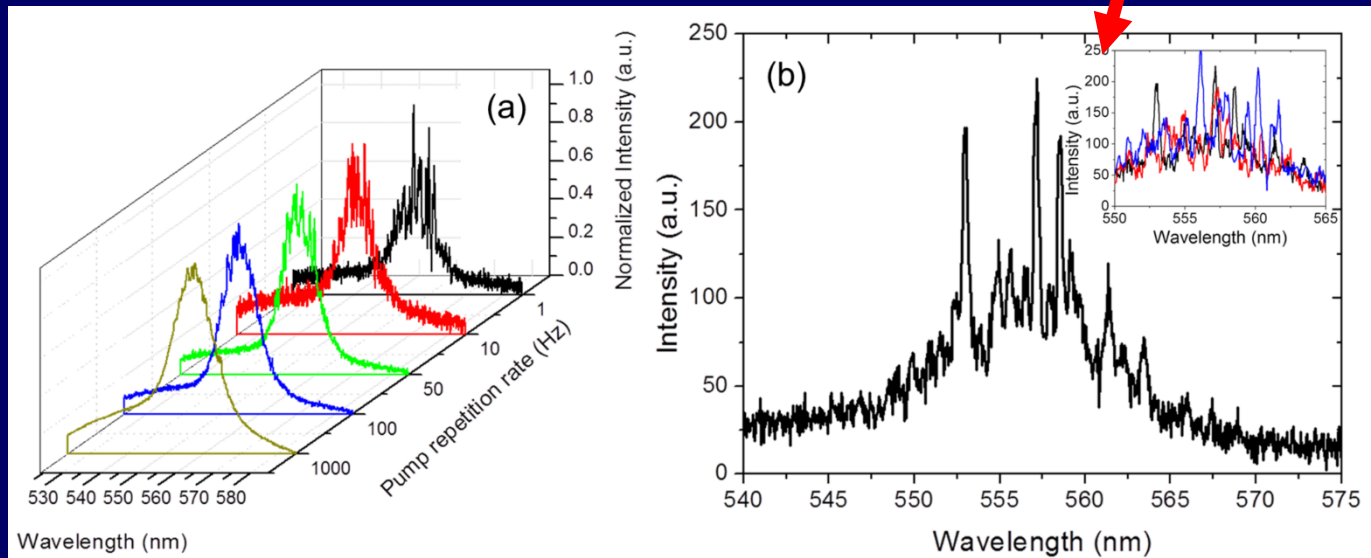 (a)
Normalized Intensity (a.u.)
1.0
0.8
0.6
0.4
0.2
0.0
1
10
50
100
1000
Pump repetition rate (Hz)
530 540 550 560 570 580
Wavelength (nm)
(b)
Intensity (a.u.)
250
200
150
100
50
0
540 545 550 555 560 565 570 575
Wavelength (nm)
Intensity (a.u.)
250
200
150
100
50
0
550 555 560 565
Wavelength (nm)